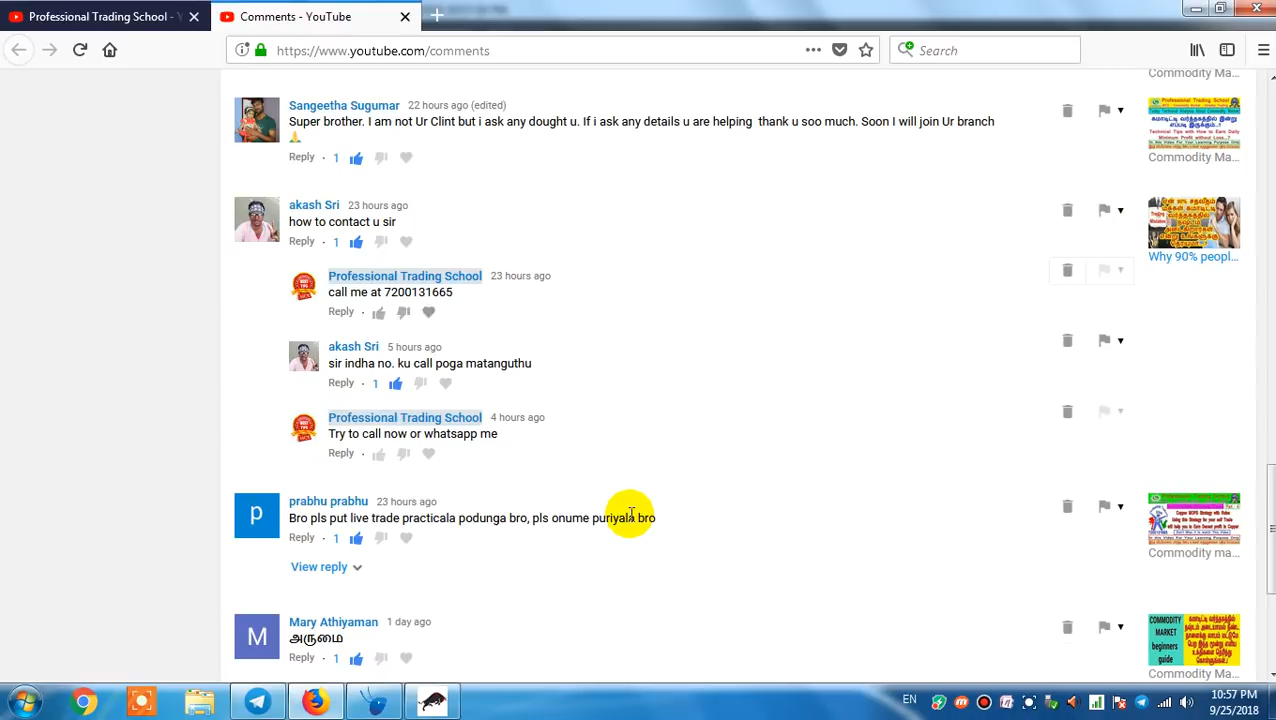 Professional Trading School - Y
Comments - YouTube
https://www.youtube.com/comments
Search
Commodity Ma...
Sangeetha Sugumar 22 hours ago (edited)
Super brother. I am not Ur Clint but i ask any dought u. If i ask any details u are helping thank u soo much. Soon I will join Ur branch
🙏
Reply · 1
Commodity Ma...
akash Sri 23 hours ago
how to contact u sir
Reply · 1
Why 90% peopl...
Professional Trading School 23 hours ago
call me at 7200131665
Reply ·
akash Sri 5 hours ago
sir indha no. ku call poga matanguthu
Reply · 1
Professional Trading School 4 hours ago
Try to call now or whatsapp me
Reply ·
p
prabhu prabhu 23 hours ago
Bro pls put live trade practicala podunga bro, pls onume puriyala bro
Reply · 1
View reply
Commodity ma...
M
Mary Athiyaman 1 day ago
அருமை
Reply · 1
COMMODITY
MARKET
beginners
guide
Commodity Ma...
EN
10:57 PM
9/25/2018